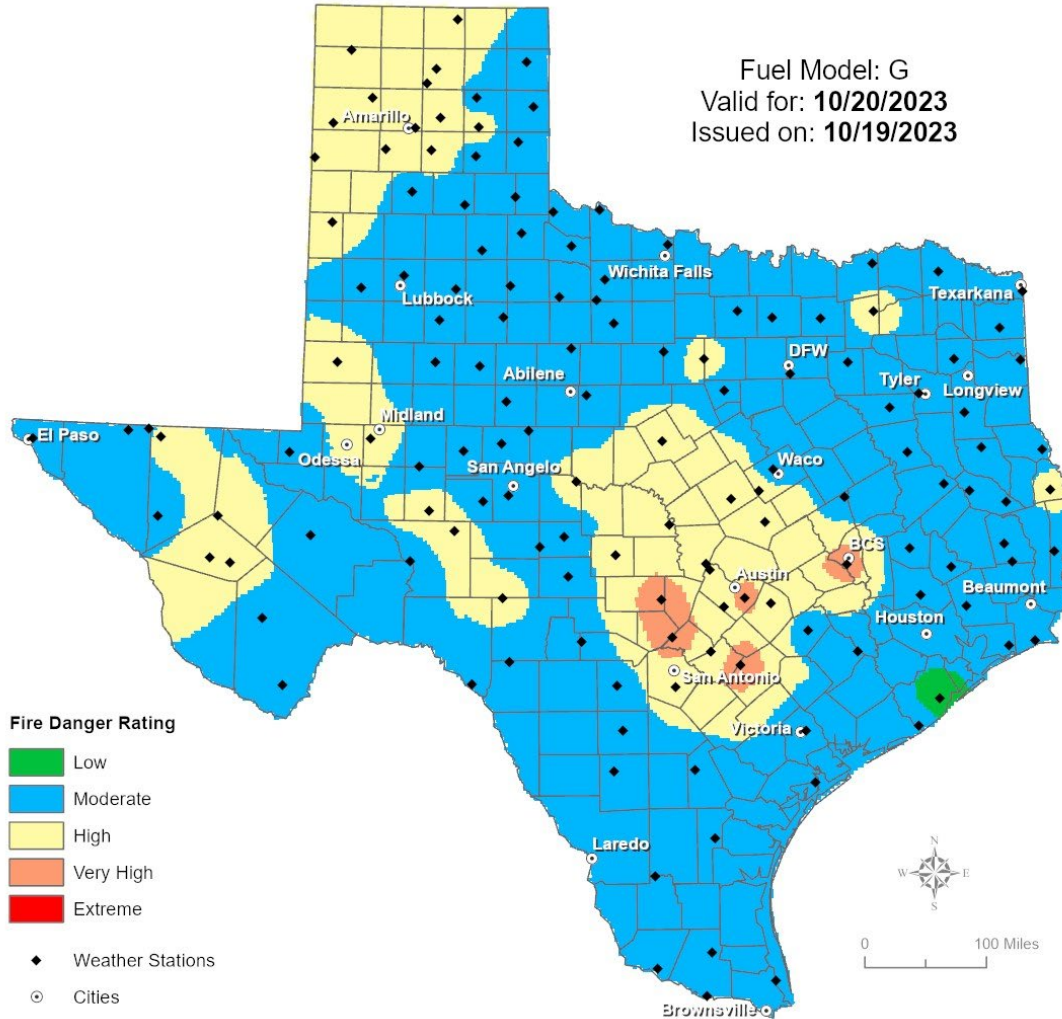 Fuel Model: G
Valid for: 10/20/2023
Issued on: 10/19/2023
Amarillo
Wichita Falls
Lubbock
Texarkana
DFW
Abilene
Tyler
Longview
Midland
El Paso
Odessa
San Angelo
Waco
BCS
Austin
Beaumont
Houston
San Antonio
Victoria
Laredo
Brownsville
Fire Danger Rating
Low
Moderate
High
Very High
Extreme
Weather Stations
Cities
N
W E
S
0 100 Miles